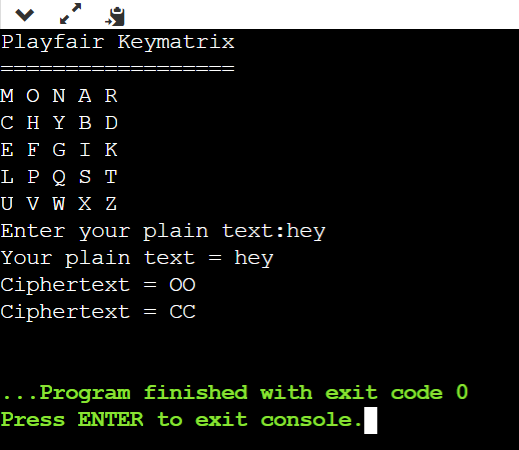 Playfair Keymatrix
==================
M O N A R
C H Y B D
E F G I K
L P Q S T
U V W X Z
Enter your plain text:hey
Your plain text = hey
Ciphertext = OO
Ciphertext = CC
...Program finished with exit code 0
Press ENTER to exit console.